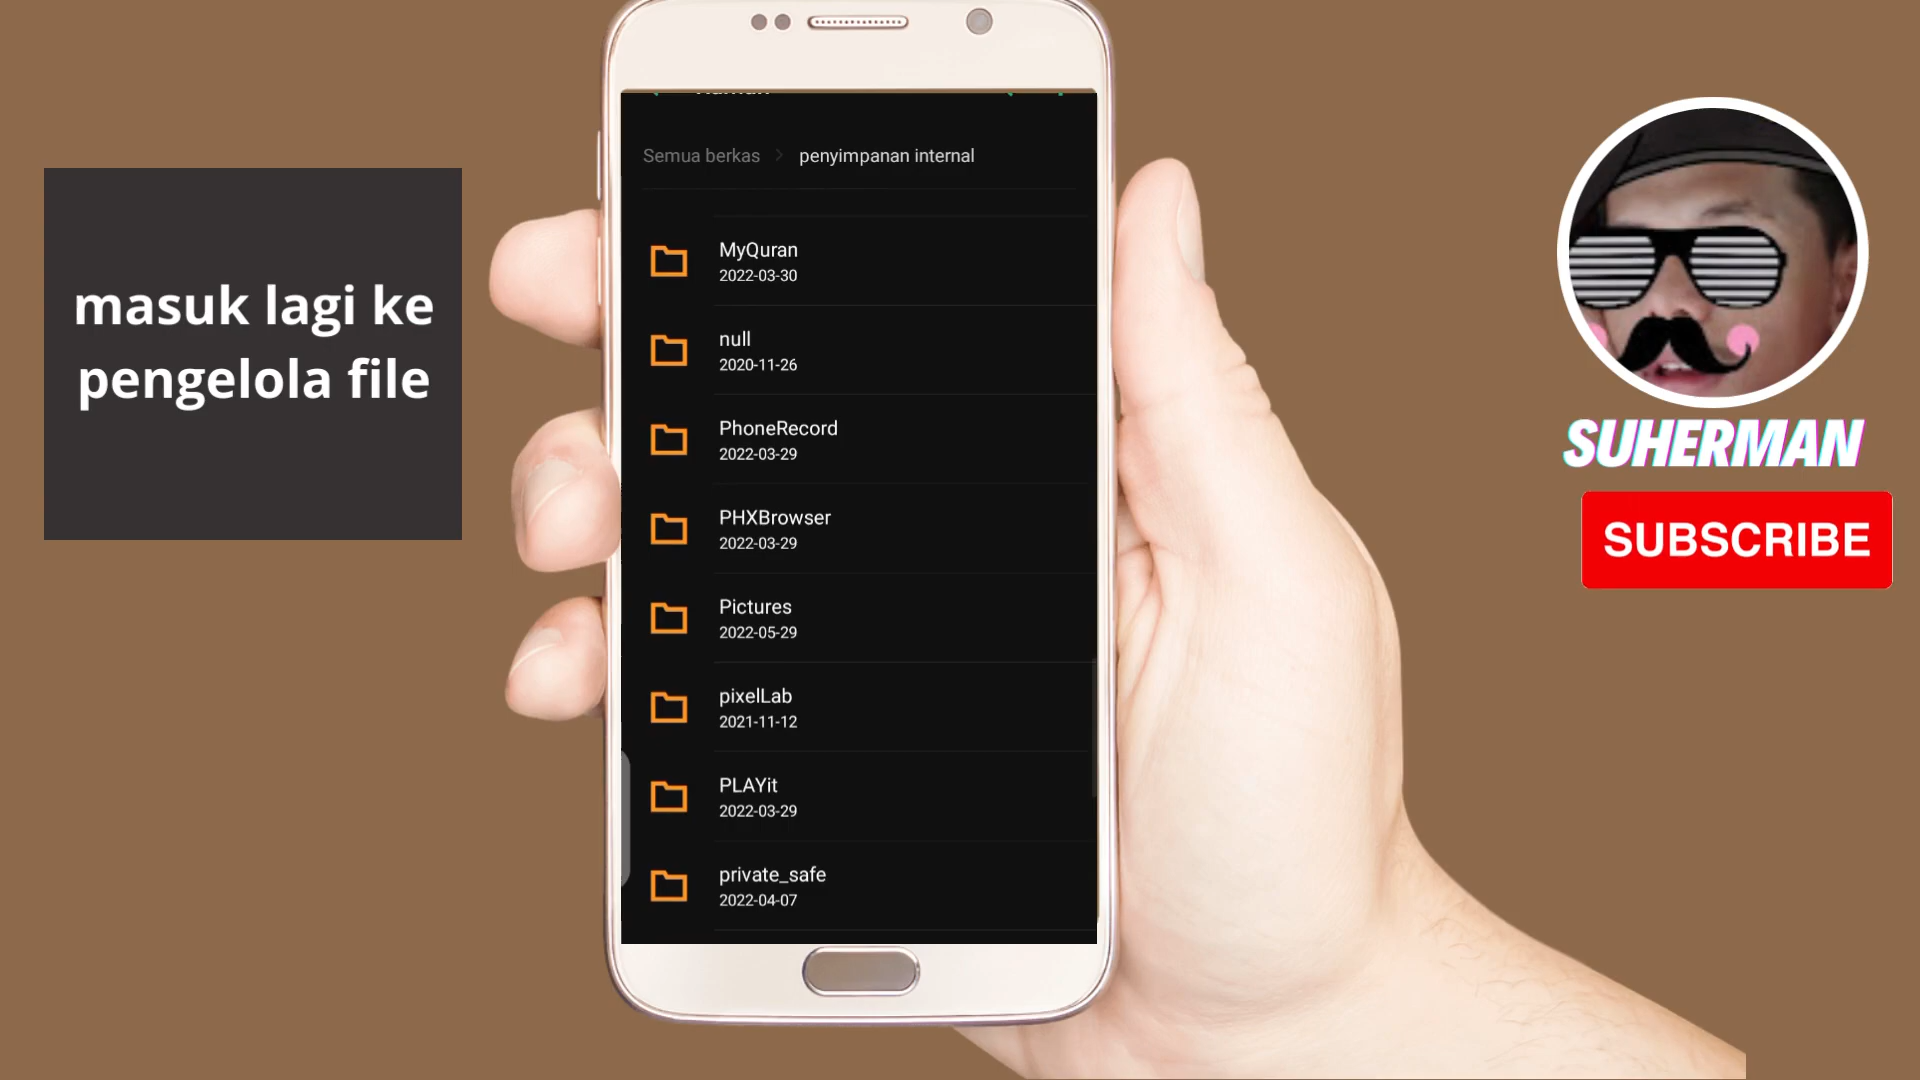 masuk lagi ke
pengelola file
Semua berkas > penyimpanan internal
MyQuran
2022-03-30
null
2020-11-26
PhoneRecord
2022-03-29
PHXBrowser
2022-03-29
Pictures
2022-05-29
pixelLab
2021-11-12
PLAYit
2022-03-29
private_safe
2022-04-07
SUHERMAN
SUBSCRIBE